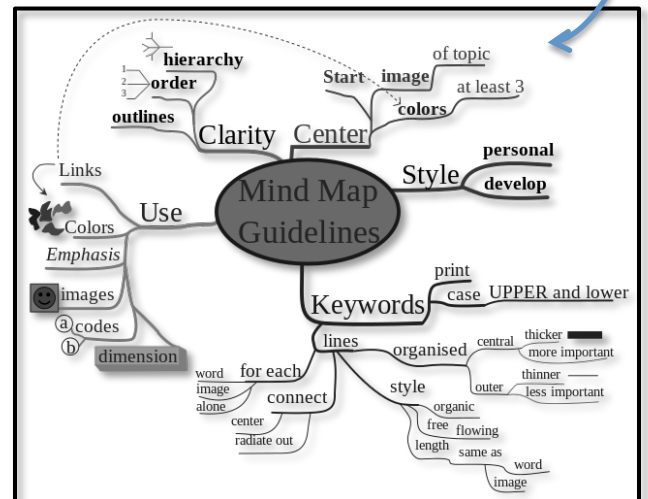 Mind Map
Guidelines
Clarity
hierarchy
1
2
3
order
outlines
Center
Start
image
of topic
colors
at least 3
Style
personal
develop
Use
Links
Colors
Emphasis
images
a
codes
b
dimension
Keywords
print
case UPPER and lower
lines
for each
word
image
alone
connect
center
radiate out
organised
central
thicker
more important
outer
thinner
less important
style
organic
free flowing
length same as
word
image